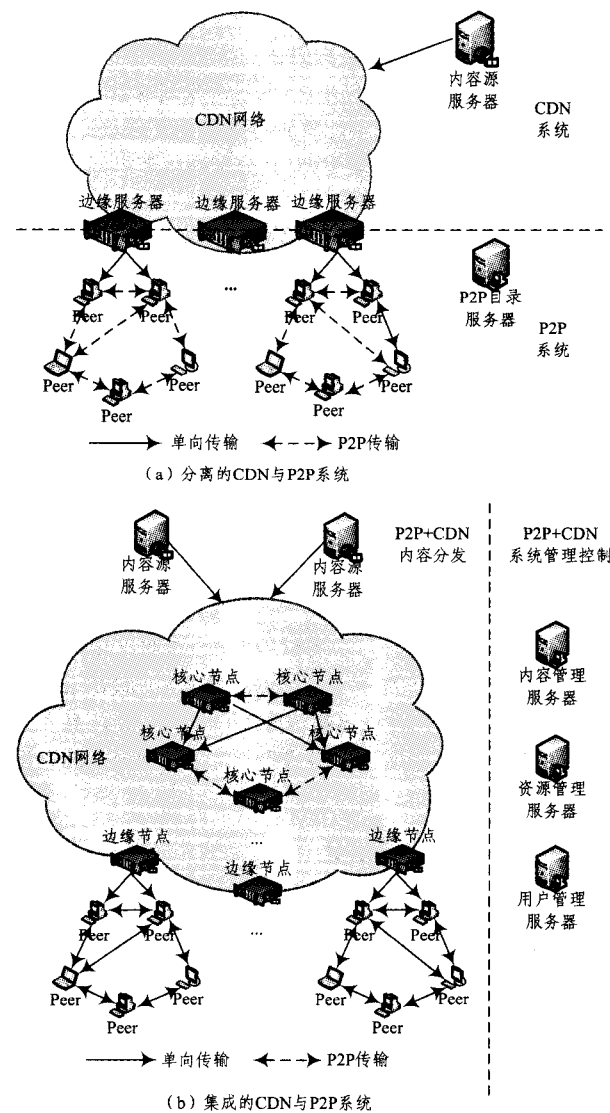 内容源
服务器
CDN网络
CDN
系统
边缘服务器 边缘服务器 边缘服务器
...
Peer Peer Peer Peer
P2P目录
服务器
P2P
系统
Peer Peer Peer Peer
Peer Peer
单向传输 P2P传输
(a)分离的CDN与P2P系统
P2P+CDN
内容分发
P2P+CDN
系统管理控制
内容源
服务器
内容源
服务器
核心节点 核心节点
内容管理
服务器
核心节点 核心节点
CDN网络
核心节点
资源管理
服务器
...
边缘节点 边缘节点 边缘节点
用户管理
服务器
Peer Peer Peer Peer
...
Peer Peer Peer Peer
Peer Peer
单向传输 P2P传输
(b)集成的CDN与P2P系统